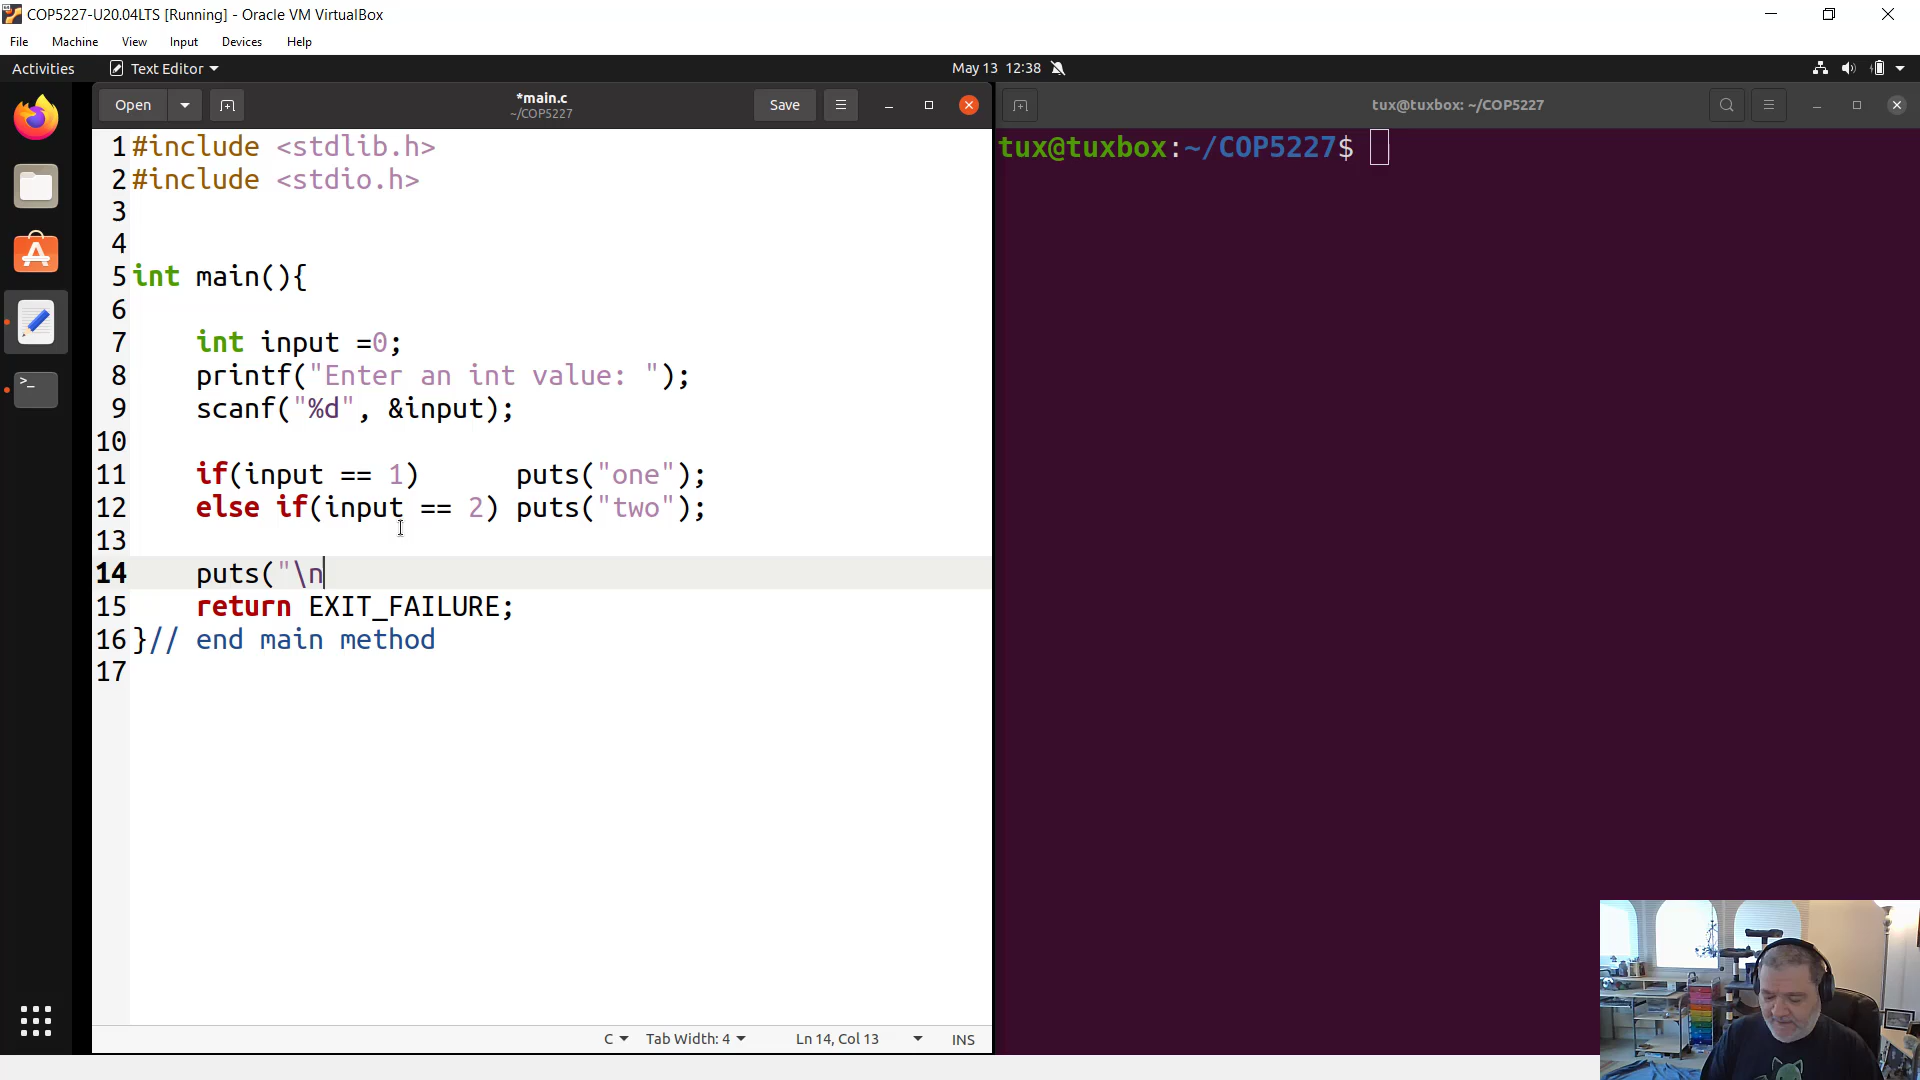 COP5227-U20.04LTS [Running] - Oracle VM VirtualBox
File Machine View Input Devices Help
Activities Text Editor May 13 12:38
Open *main.c Save
~/COP5227
tux@tuxbox: ~/COP5227
1 #include <stdlib.h>
2 #include <stdio.h>
3
4
5 int main(){
6
7 int input =0;
8 printf("Enter an int value: ");
9 scanf("%d", &input);
10
11 if(input == 1) puts("one");
12 else if(input == 2) puts("two");
13
14 puts("\n
15 return EXIT_FAILURE;
16 }// end main method
17
C Tab Width: 4 Ln 14, Col 13 INS
tux@tuxbox:~/COP5227$